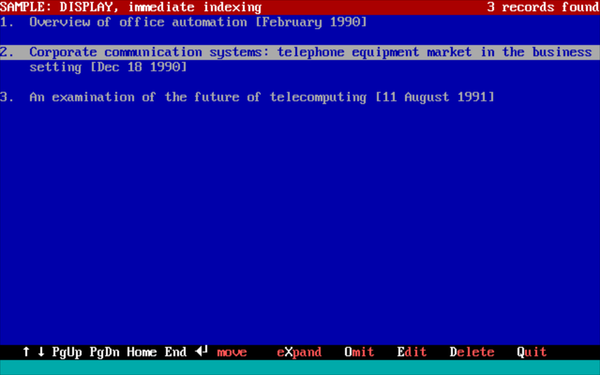 SAMPLE: DISPLAY, immediate indexing 3 records found
1. Overview of office automation [February 1990]
2. Corporate communication systems: telephone equipment market in the business
setting [Dec 18 1990]
3. An examination of the future of telecomputing [11 August 1991]
↑ ↓ PgUp PgDn Home End ↵ move eXpand Omit Edit Delete Quit